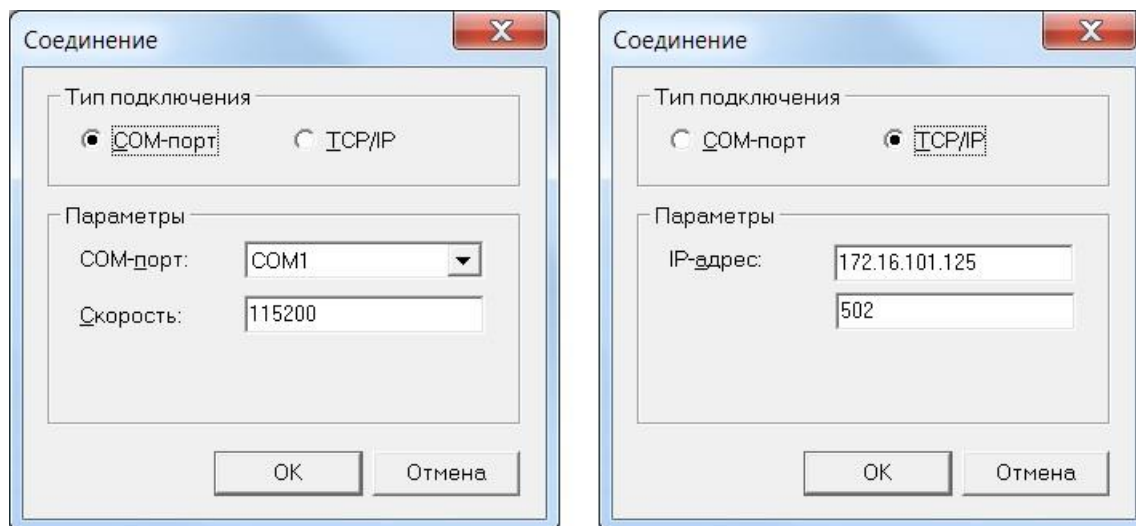 Соединение
Тип подключения
COM-порт TCP/IP
Параметры
COM-порт: COM1
Скорость: 115200
OK Отмена
Соединение
Тип подключения
COM-порт TCP/IP
Параметры
IP-адрес: 172.16.101.125
502
OK Отмена